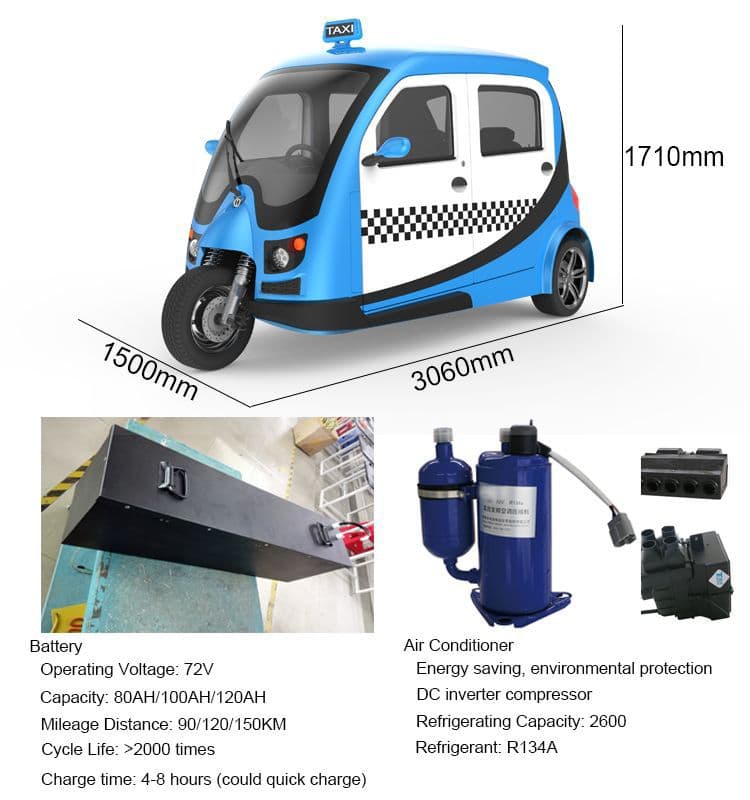 TAXI
1710mm
1500mm
3060mm
R134a
Battery
Operating Voltage: 72V
Capacity: 80AH/100AH/120AH
Mileage Distance: 90/120/150KM
Cycle Life: >2000 times
Charge time: 4-8 hours (could quick charge)
Air Conditioner
Energy saving, environmental protection
DC inverter compressor
Refrigerating Capacity: 2600
Refrigerant: R134A